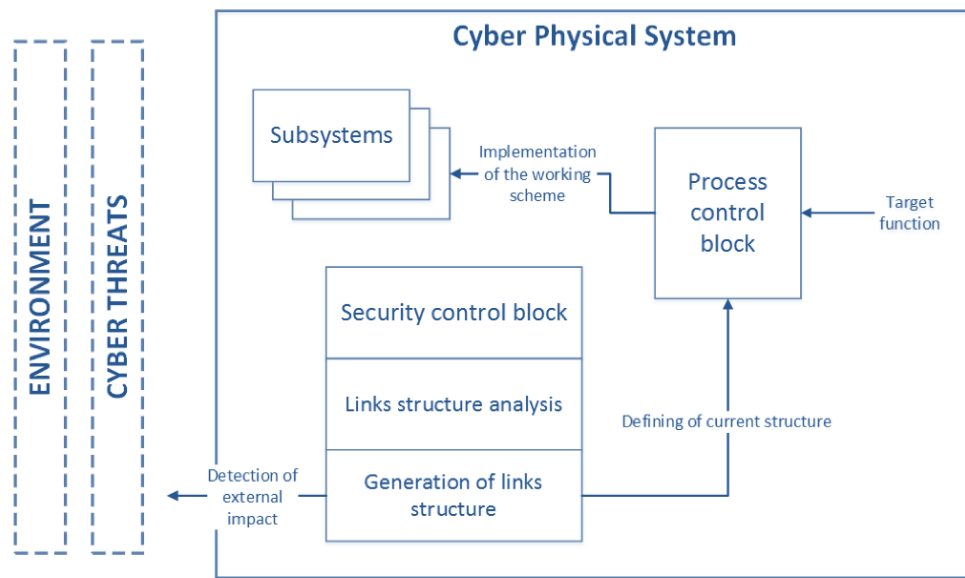 Cyber Physical System
ENVIRONMENT
CYBER THREATS
Subsystems
Implementation
of the working
scheme
Process
control
block
Target
function
Security control block
Links structure analysis
Generation of links
structure
Defining of current structure
Detection of
external
impact